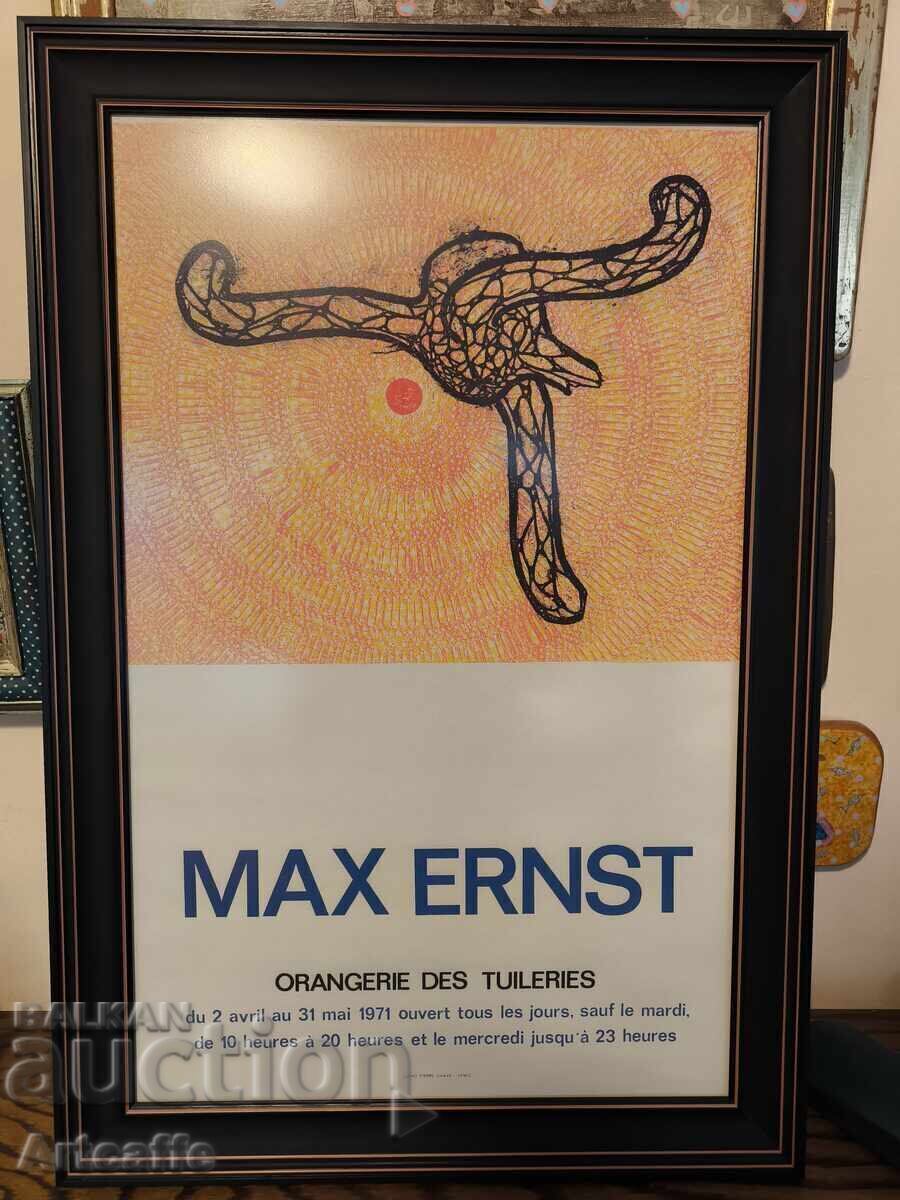 MAX ERNST
ORANGERIE DES TUILERIES
du 2 avril au 31 mai 1971 ouvert tous les jours, sauf le mardi,
de 10 heures à 20 heures et le mercredi jusqu'à 23 heures
BALKAN
auction
Artcaffe